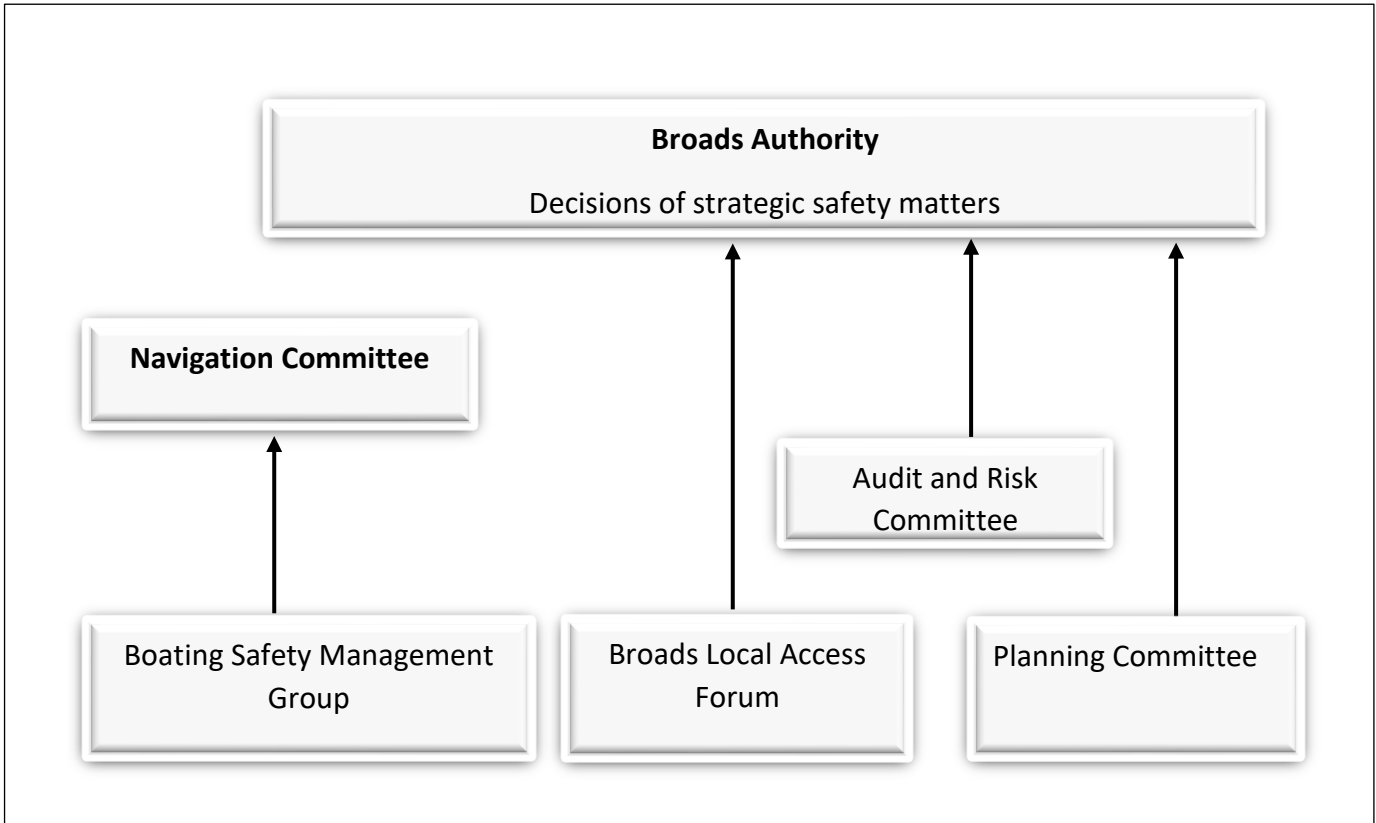 Broads Authority
Decisions of strategic safety matters
Navigation Committee
Audit and Risk
Committee
Boating Safety Management
Group
Broads Local Access
Forum
Planning Committee